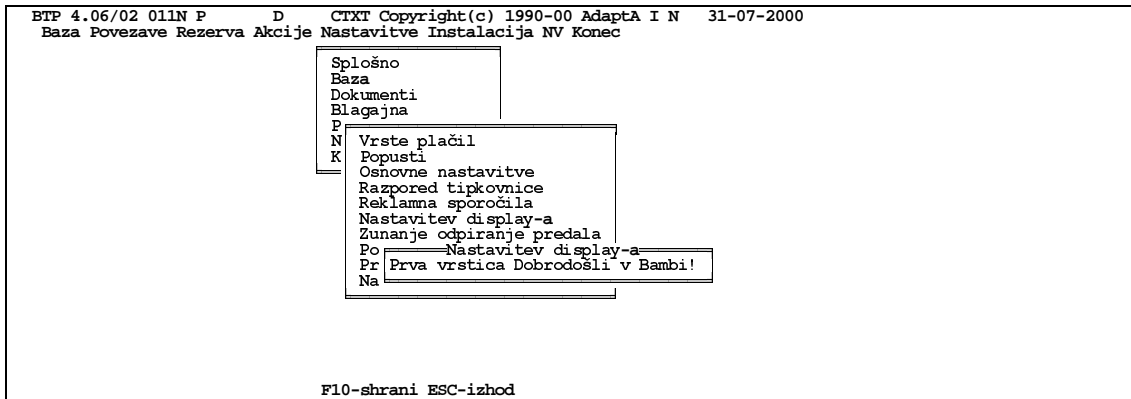 BTP 4.06/02 011N P D CTXT Copyright(c) 1990-00 AdaptA I N 31-07-2000
Baza Povezave Rezerva Akcije Nastavitve Instalacija NV Konec
Splošno
Baza
Dokumenti
Blagajna
P
N
K
Vrste plačil
Popusti
Osnovne nastavitve
Razpored tipkovnice
Reklamna sporočila
Nastavitev display-a
Zunanje odpiranje predala
Po
Pr
Na
Nastavitev display-a
Prva vrstica Dobrodošli v Bambi!
F10-shrani ESC-izhod